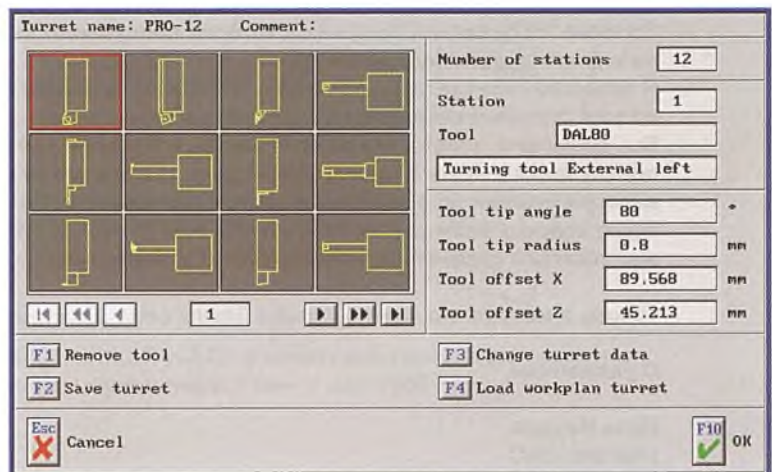 Turret name: PRO-12 Comment:
Number of stations 12
Station 1
Tool DAL80
Turning tool External left
Tool tip angle 80 °
Tool tip radius 0.8 mm
Tool offset X 89.568 mm
Tool offset Z 45.213 mm
1
F1 Remove tool
F2 Save turret
F3 Change turret data
F4 Load workplan turret
Esc Cancel
F10 OK